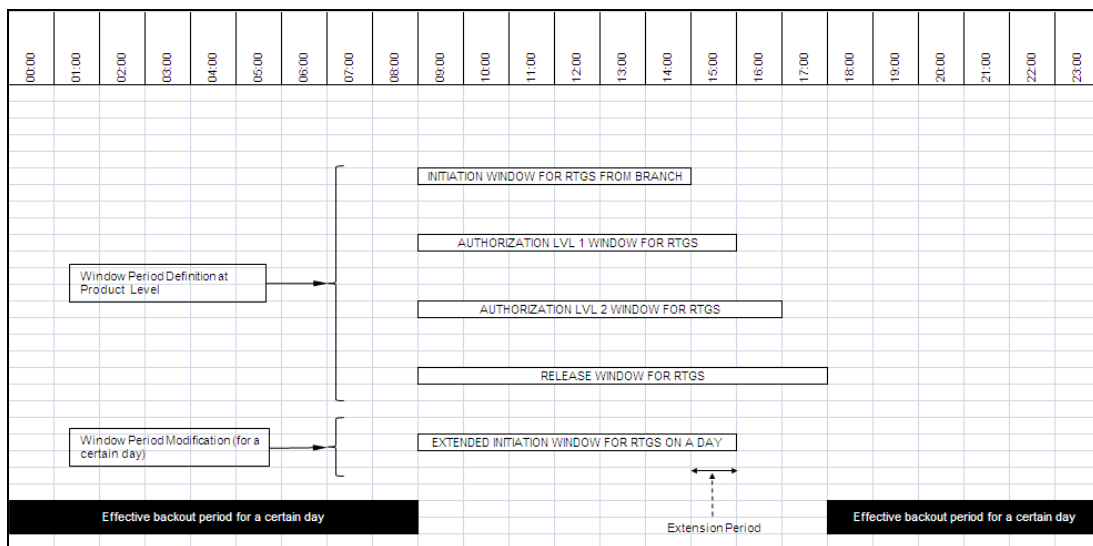 00:00 01:00 02:00 03:00 04:00 05:00 06:00 07:00 08:00 09:00 10:00 11:00 12:00 13:00 14:00 15:00 16:00 17:00 18:00 19:00 20:00 21:00 22:00 23:00
INITIATION WINDOW FOR RTGS FROM BRANCH
AUTHORIZATION LVL 1 WINDOW FOR RTGS
Window Period Definition at
Product Level
AUTHORIZATION LVL 2 WINDOW FOR RTGS
RELEASE WINDOW FOR RTGS
Window Period Modification (for a
certain day)
EXTENDED INITIATION WINDOW FOR RTGS ON A DAY
Effective backout period for a certain day
Effective backout period for a certain day
Extension Period